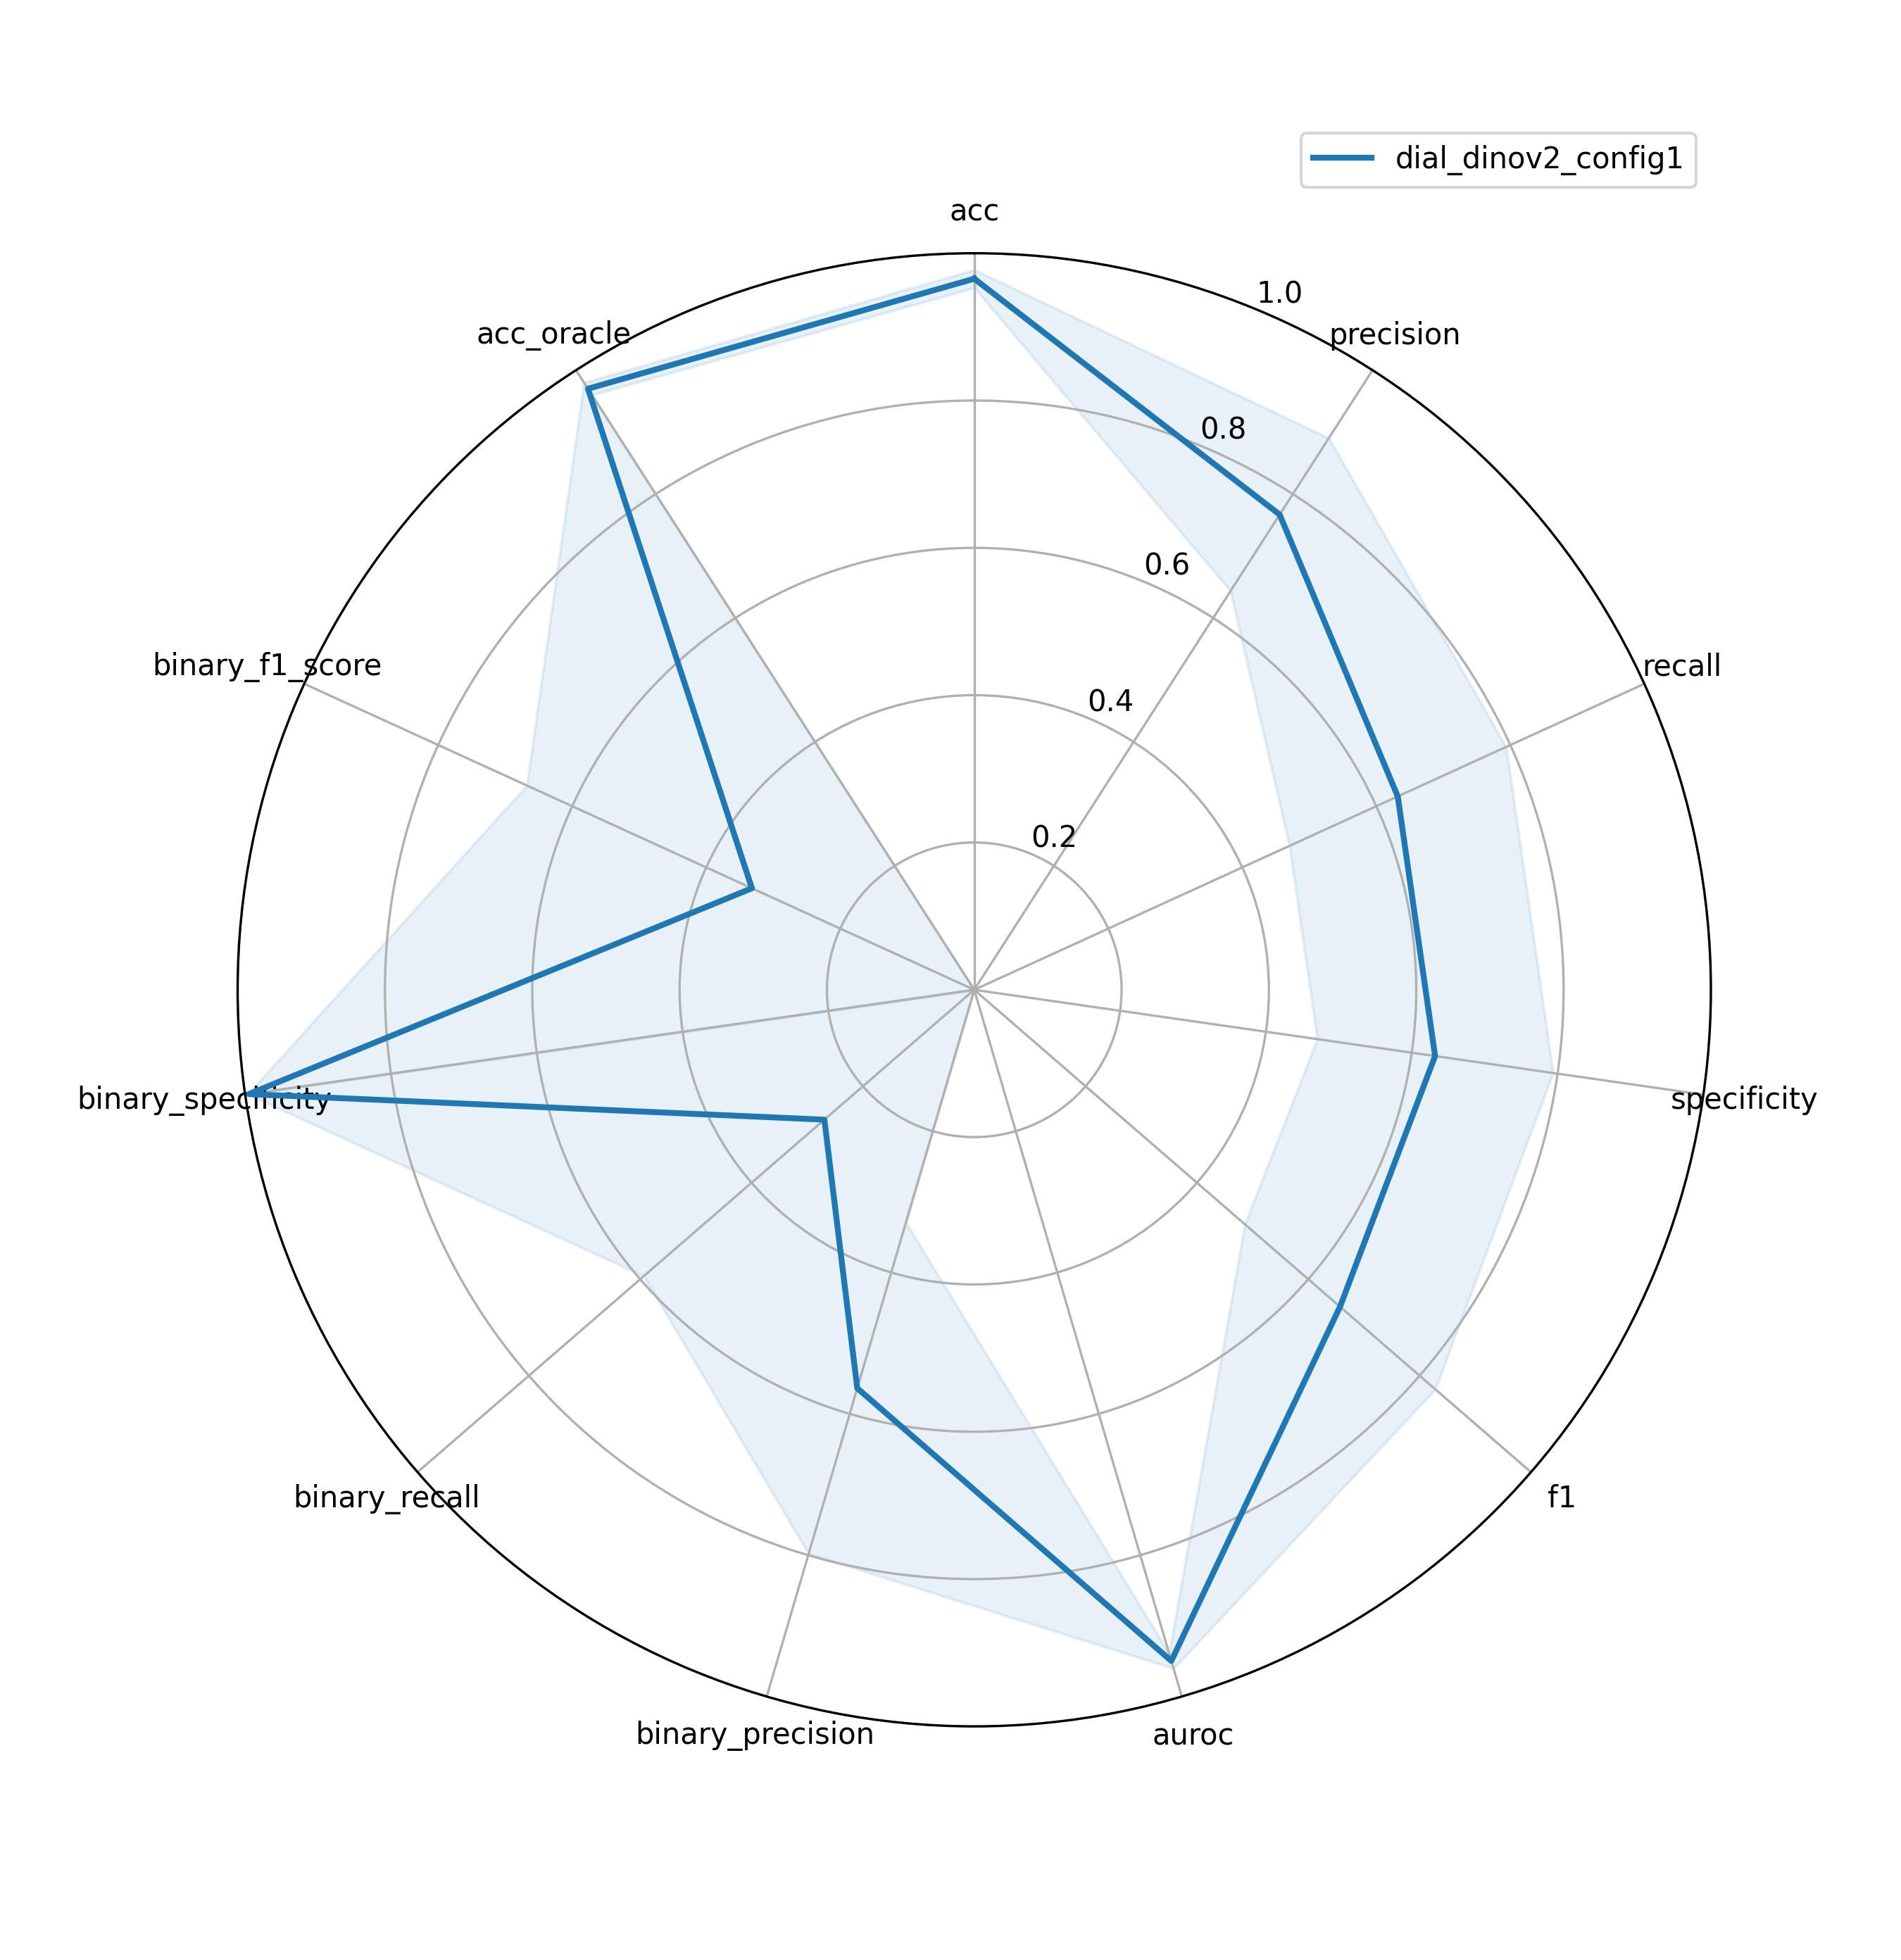 dial_dinov2_config1
acc
1.0
acc_oracle
precision
0.8
0.6
binary_f1_score
recall
0.4
0.2
binary_specificity
specificity
binary_recall
f1
binary_precision
auroc